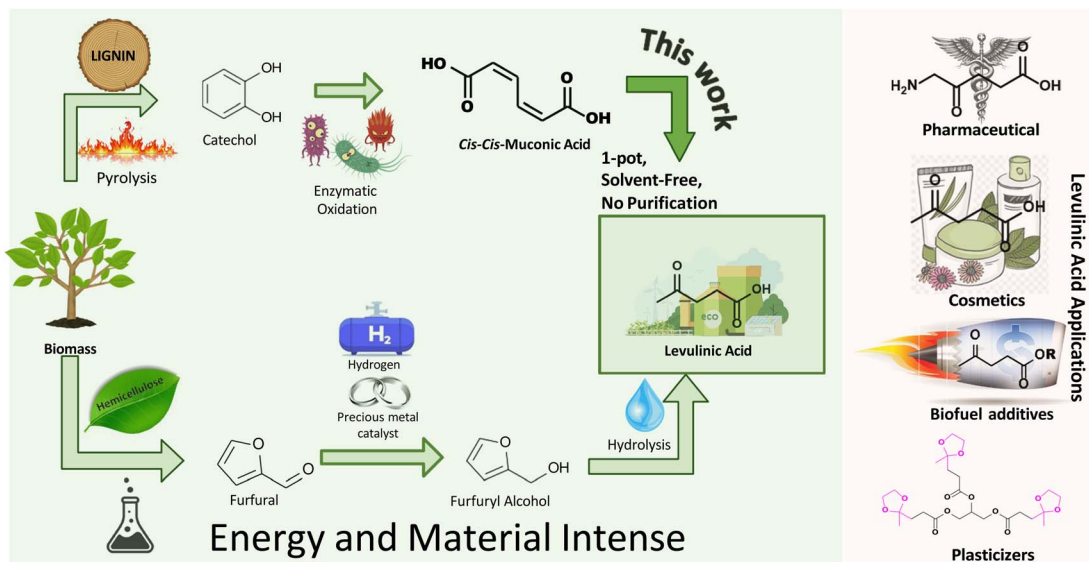 LIGNIN
Pyrolysis
OH
OH
Catechol
Enzymatic
Oxidation
HO
O
O
OH
Cis-Cis-Muconic Acid
This work
1-pot,
Solvent-Free,
No Purification
O
OH
O
eco
Levulinic Acid
Biomass
Hemicellulose
O
O
Furfural
H2
Hydrogen
Precious metal
catalyst
O
OH
Furfuryl Alcohol
Hydrolysis
Energy and Material Intense
Levulinic Acid Applications
O
H2N
OH
O
Pharmaceutical
O
OH
O
Cosmetics
O
OR
O
Biofuel additives
O
O
O
O
O
O
O
O
O
O
O
O
Plasticizers